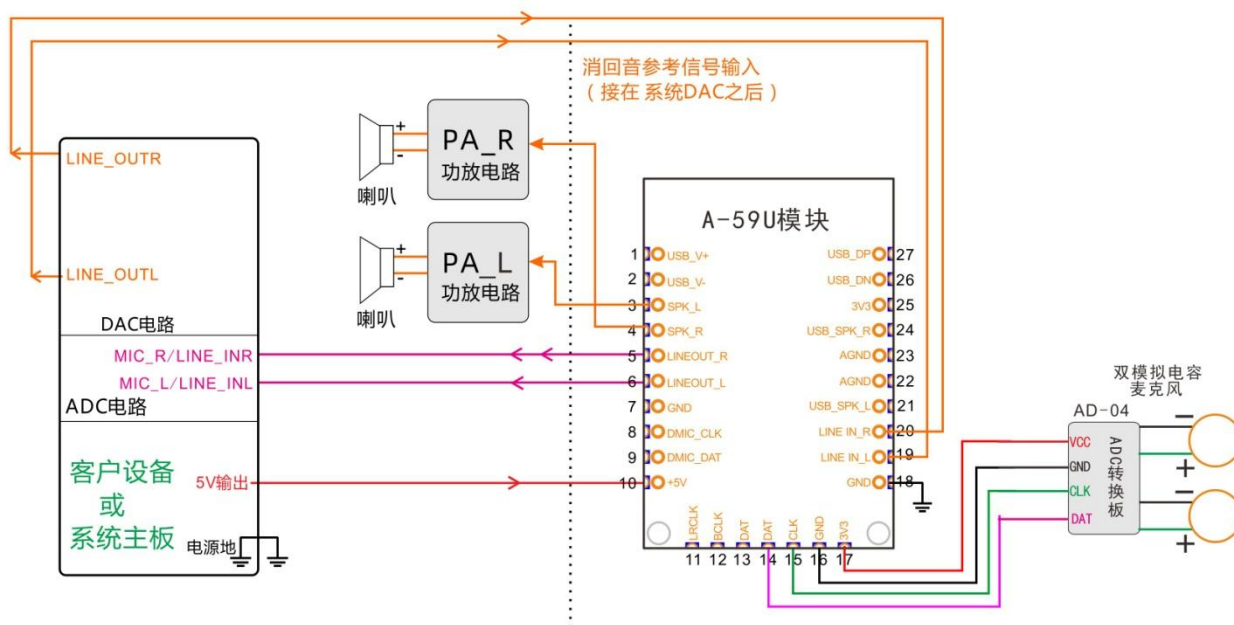 消回音参考信号输入
（接在 系统DAC之后）
LINE_OUTR
LINE_OUTL
DAC电路
MIC_R/LINE_INR
MIC_L/LINE_INL
ADC电路
客户设备
或
系统主板
5V输出
电源地
+
-
喇叭
PA_R
功放电路
+
-
喇叭
PA_L
功放电路
A-59U模块
1 USB_V+
2 USB_V-
3 SPK_L
4 SPK_R
5 LINEOUT_R
6 LINEOUT_L
7 GND
8 DMIC_CLK
9 DMIC_DAT
10 +5V
USB_DP 27
USB_DN 26
3V3 25
USB_SPK_R 24
AGND 23
AGND 22
USB_SPK_L 21
LINE IN_R 20
LINE IN_L 19
GND 18
LRCLK
BCLK
DAT
DAT
CLK
GND
3V3
11 12 13 14 15 16 17
双模拟电容
麦克风
AD-04
VCC
GND
CLK
DAT
ADC转换板
-
+
-
+